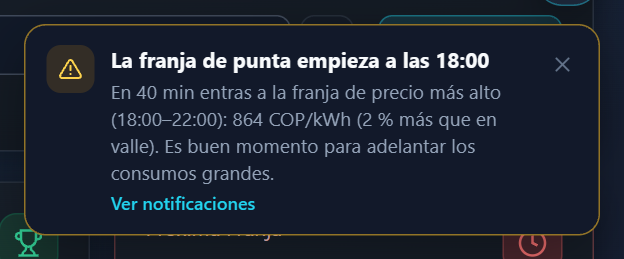 La franja de punta empieza a las 18:00
En 40 min entras a la franja de precio más alto
(18:00–22:00): 864 COP/kWh (2 % más que en
valle). Es buen momento para adelantar los
consumos grandes.
Ver notificaciones